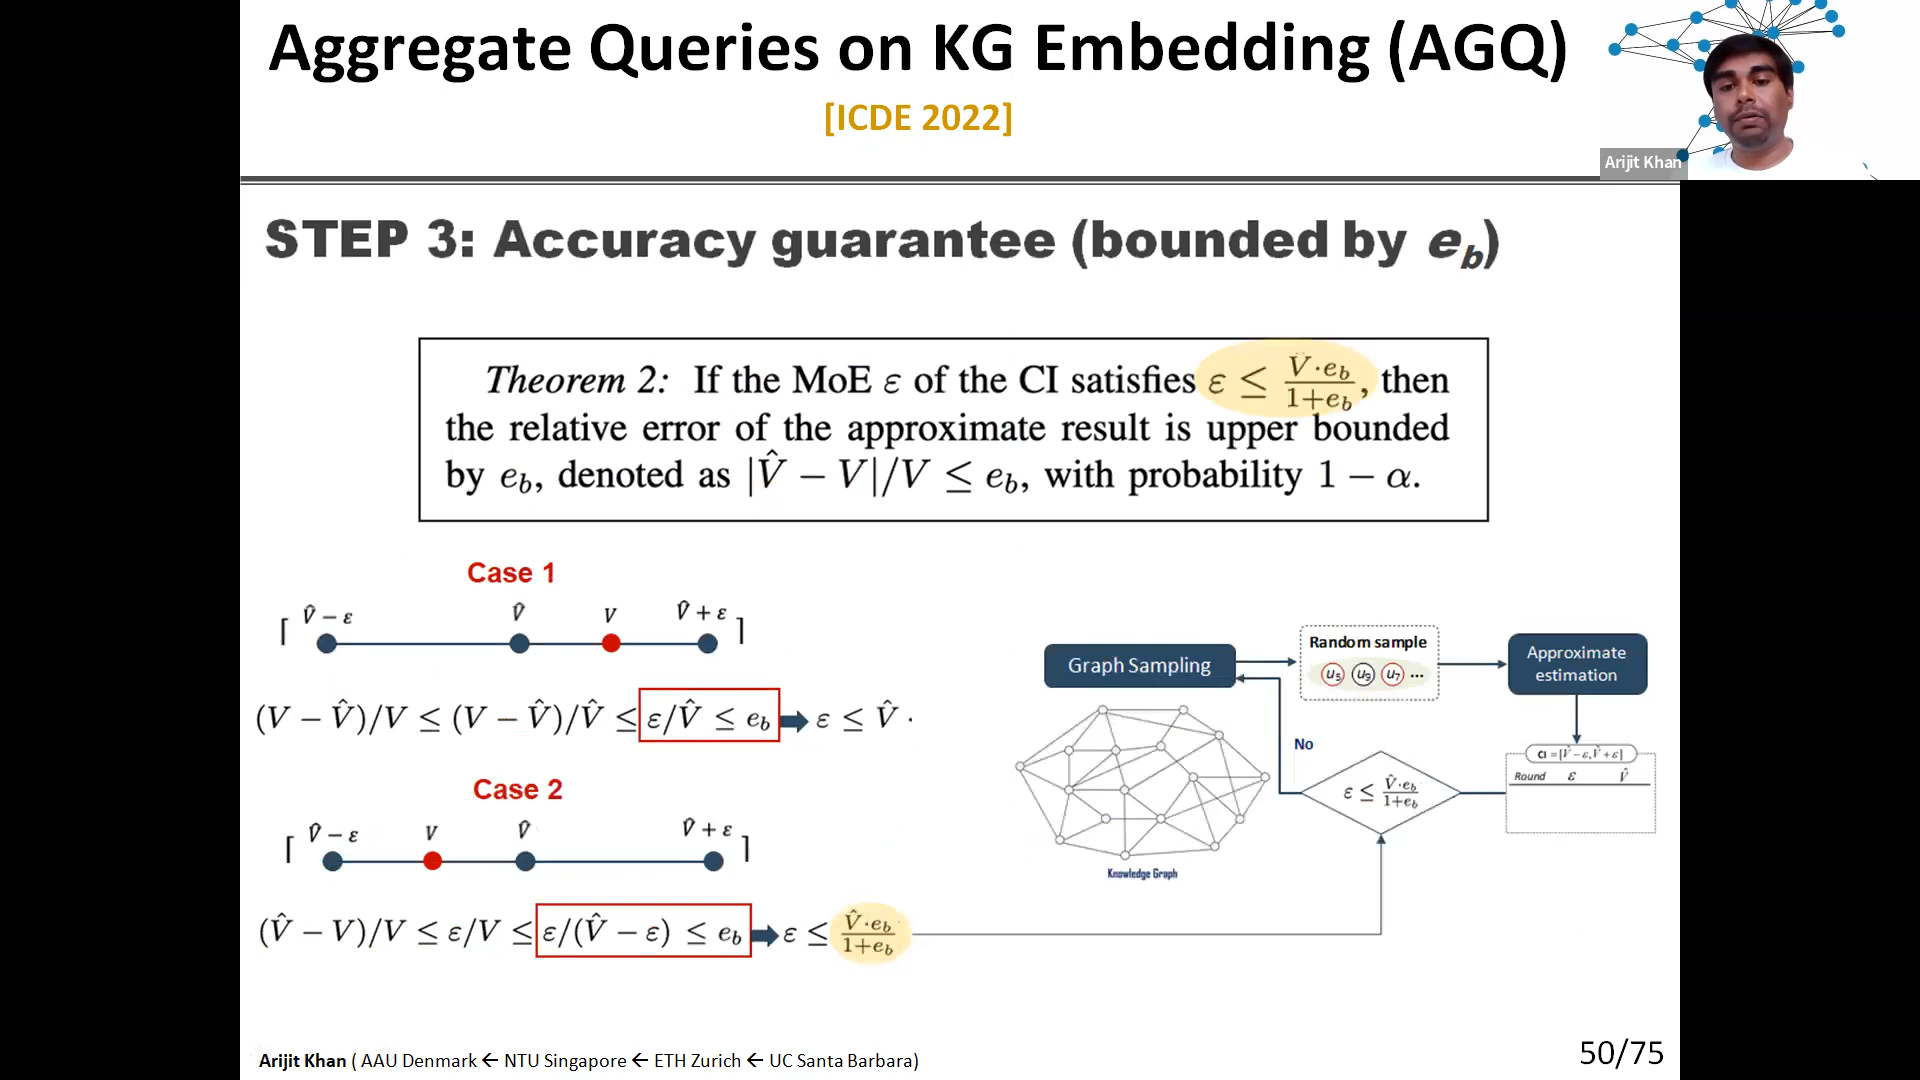 Aggregate Queries on KG Embedding (AGQ)
[ICDE 2022]
Arijit Khan
STEP 3: Accuracy guarantee (bounded by e_b)
Theorem 2: If the MoE ε of the CI satisfies ε ≤ V̂·e_b/1+e_b, then
the relative error of the approximate result is upper bounded
by e_b, denoted as |V̂ − V|/V ≤ e_b, with probability 1 − α.
Case 1
[ V̂ − ε V̂ V V̂ + ε ]
(V − V̂)/V ≤ (V − V̂)/V̂ ≤ ε/V̂ ≤ e_b ➡ ε ≤ V̂ ·
Case 2
[ V̂ − ε V V̂ V̂ + ε ]
(V̂ − V)/V ≤ ε/V ≤ ε/(V̂ − ε) ≤ e_b ➡ ε ≤ V̂·e_b/1+e_b
Graph Sampling
Random sample
u5 u9 u7 ...
Approximate
estimation
CI = [V̂ − ε, V̂ + ε]
Round ε V̂
No
ε ≤ V̂·e_b/1+e_b
Knowledge Graph
Arijit Khan ( AAU Denmark ← NTU Singapore ← ETH Zurich ← UC Santa Barbara)
50/75